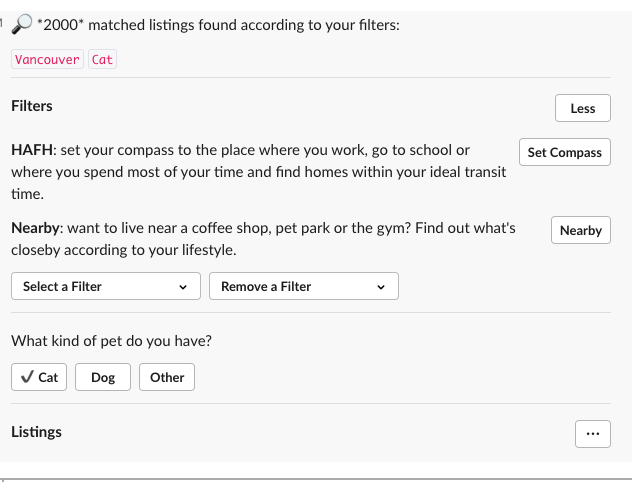 *2000* matched listings found according to your filters:
Vancouver Cat
Filters
Less
HAFH: set your compass to the place where you work, go to school or
where you spend most of your time and find homes within your ideal transit
time.
Set Compass
Nearby: want to live near a coffee shop, pet park or the gym? Find out what's
closeby according to your lifestyle.
Nearby
Select a Filter Remove a Filter
What kind of pet do you have?
✓ Cat Dog Other
Listings
...